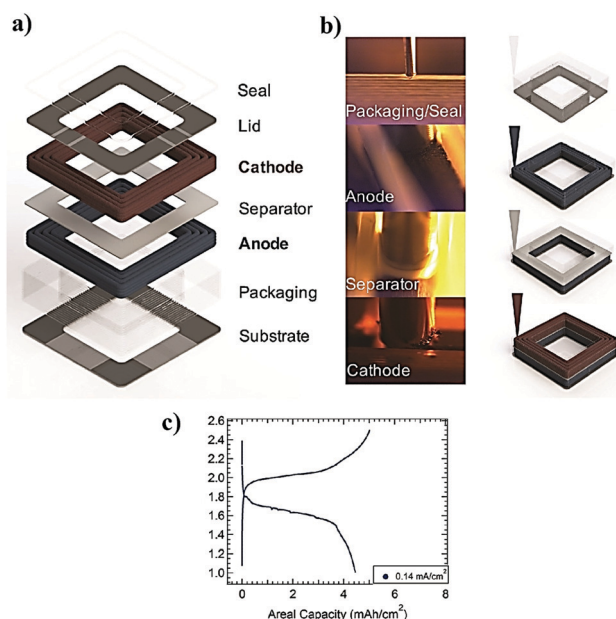 a)
Seal
Lid
Cathode
Separator
Anode
Packaging
Substrate
b)
Packaging/Seal
Anode
Separator
Cathode
c)
2.6
2.4
2.2
2.0
1.8
1.6
1.4
1.2
1.0
0
2
4
6
8
0.14 mA/cm²
Areal Capacity (mAh/cm²)